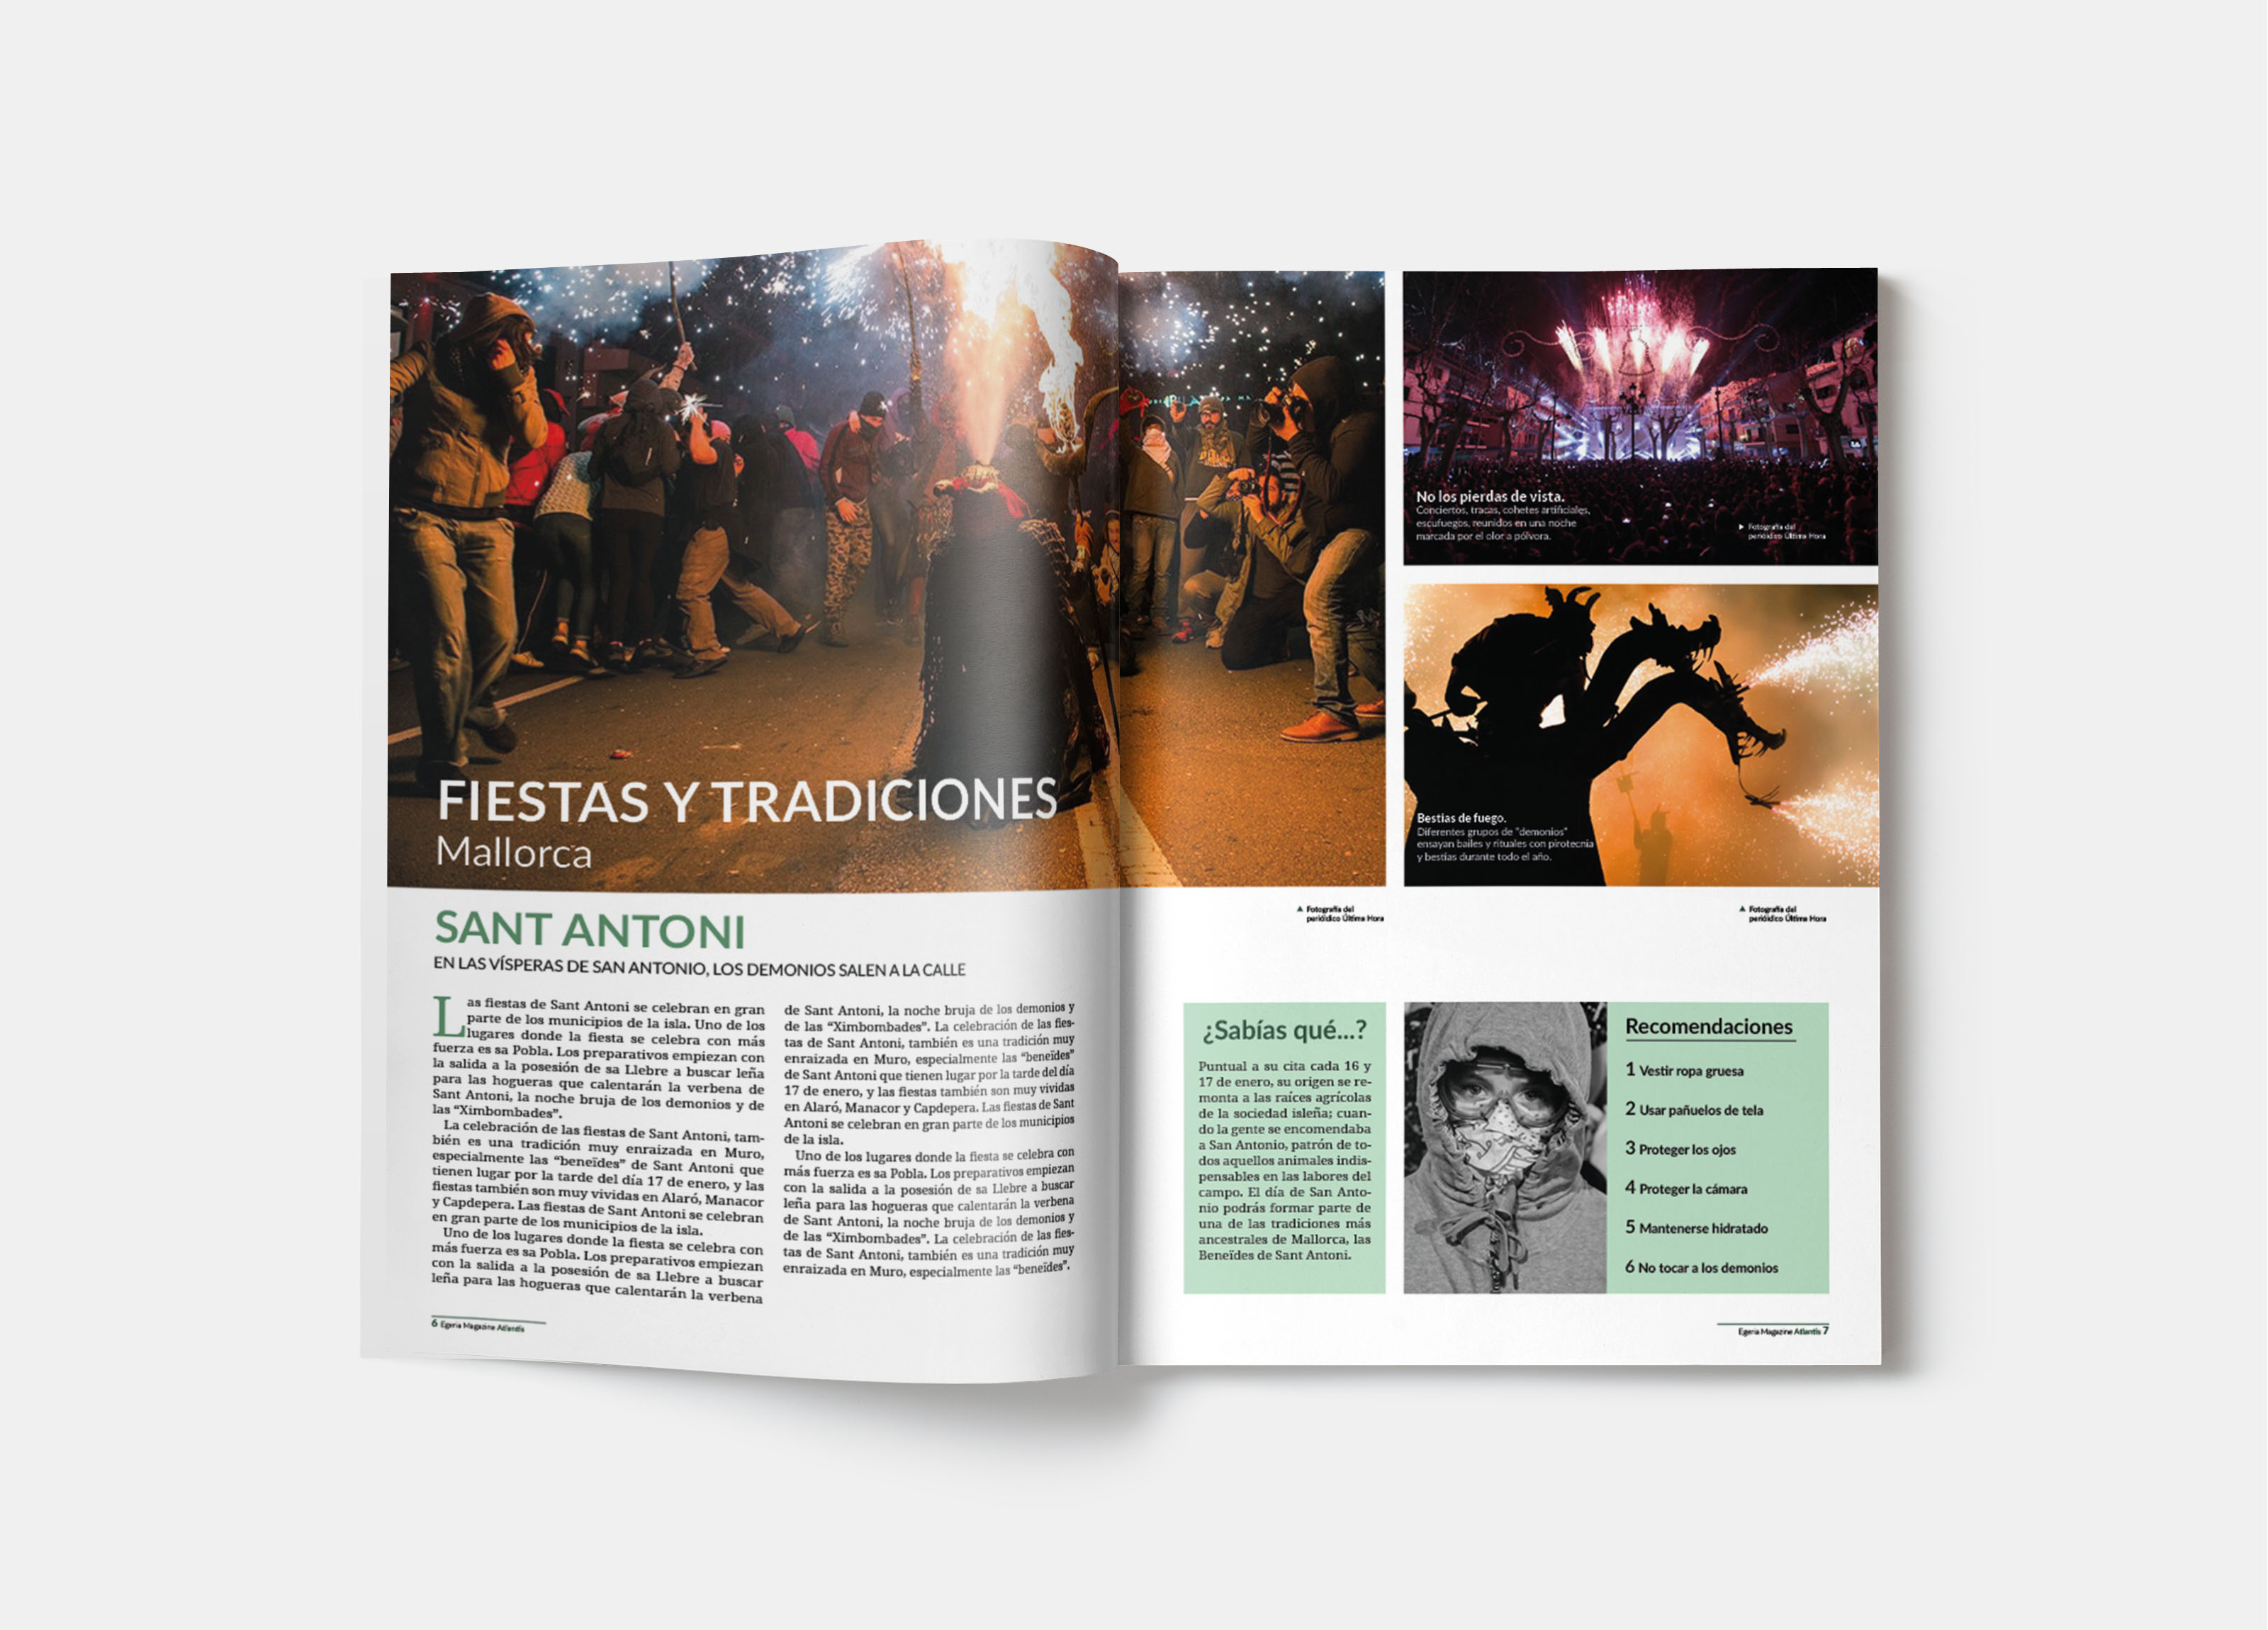 FIESTAS Y TRADICIONES
Mallorca
SANT ANTONI
EN LAS VÍSPERAS DE SAN ANTONIO, LOS DEMONIOS SALEN A LA CALLE
Las fiestas de Sant Antoni se celebran en gran
parte de los municipios de la isla. Uno de los
lugares donde la fiesta se celebra con más
fuerza es sa Pobla. Los preparativos empiezan con
la salida a la posesión de sa Llebre a buscar leña
para las hogueras que calentarán la verbena de
Sant Antoni, la noche bruja de los demonios y de
las “Ximbombades”.
La celebración de las fiestas de Sant Antoni, tam-
bién es una tradición muy enraizada en Muro,
especialmente las “beneïdes” de Sant Antoni que
tienen lugar por la tarde del día 17 de enero, y las
fiestas también son muy vividas en Alaró, Manacor
y Capdepera. Las fiestas de Sant Antoni se celebran
en gran parte de los municipios de la isla.
Uno de los lugares donde la fiesta se celebra con
más fuerza es sa Pobla. Los preparativos empiezan
con la salida a la posesión de sa Llebre a buscar
leña para las hogueras que calentarán la verbena
de Sant Antoni, la noche bruja de los demonios y
de las “Ximbombades”. La celebración de las fies-
tas de Sant Antoni, también es una tradición muy
enraizada en Muro, especialmente las “beneïdes”
de Sant Antoni que tienen lugar por la tarde del día
17 de enero, y las fiestas también son muy vividas
en Alaró, Manacor y Capdepera. Las fiestas de Sant
Antoni se celebran en gran parte de los municipios
de la isla.
Uno de los lugares donde la fiesta se celebra con
más fuerza es sa Pobla. Los preparativos empiezan
con la salida a la posesión de sa Llebre a buscar
leña para las hogueras que calentarán la verbena
de Sant Antoni, la noche bruja de los demonios y
de las “Ximbombades”. La celebración de las fies-
tas de Sant Antoni, también es una tradición muy
enraizada en Muro, especialmente las “beneïdes”.
6 Egeria Magazine Atlantis
No los pierdas de vista.
Conciertos, tracas, cohetes artificiales,
escufuegos, reunidos en una noche
marcada por el olor a pólvora.
▶ Fotografía del
periódico Última Hora
Bestias de fuego.
Diferentes grupos de “demonios”
ensayan bailes y rituales con pirotecnia
y bestias durante todo el año.
▲ Fotografía del
periódico Última Hora
▲ Fotografía del
periódico Última Hora
¿Sabías qué...?
Puntual a su cita cada 16 y
17 de enero, su origen se re-
monta a las raíces agrícolas
de la sociedad isleña; cuan-
do la gente se encomendaba
a San Antonio, patrón de to-
dos aquellos animales indis-
pensables en las labores del
campo. El día de San Anto-
nio podrás formar parte de
una de las tradiciones más
ancestrales de Mallorca, las
Beneïdes de Sant Antoni.
Recomendaciones
1 Vestir ropa gruesa
2 Usar pañuelos de tela
3 Proteger los ojos
4 Proteger la cámara
5 Mantenerse hidratado
6 No tocar a los demonios
Egeria Magazine Atlantis 7